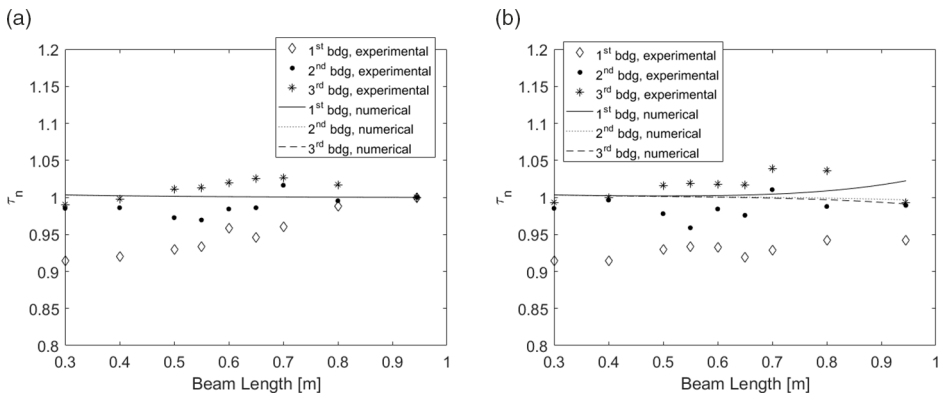 (a)
1.2
1.15
1.1
1.05
1
0.95
0.9
0.85
0.8
τn
0.3 0.4 0.5 0.6 0.7 0.8 0.9 1
Beam Length [m]
1st bdg, experimental
2nd bdg, experimental
3rd bdg, experimental
1st bdg, numerical
2nd bdg, numerical
3rd bdg, numerical
(b)
1.2
1.15
1.1
1.05
1
0.95
0.9
0.85
0.8
τn
0.3 0.4 0.5 0.6 0.7 0.8 0.9 1
Beam Length [m]
1st bdg, experimental
2nd bdg, experimental
3rd bdg, experimental
1st bdg, numerical
2nd bdg, numerical
3rd bdg, numerical